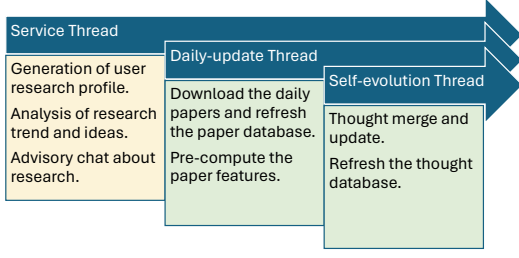 Service Thread
Generation of user
research profile.
Analysis of research
trend and ideas.
Advisory chat about
research.
Daily-update Thread
Download the daily
papers and refresh
the paper database.
Pre-compute the
paper features.
Self-evolution Thread
Thought merge and
update.
Refresh the thought
database.